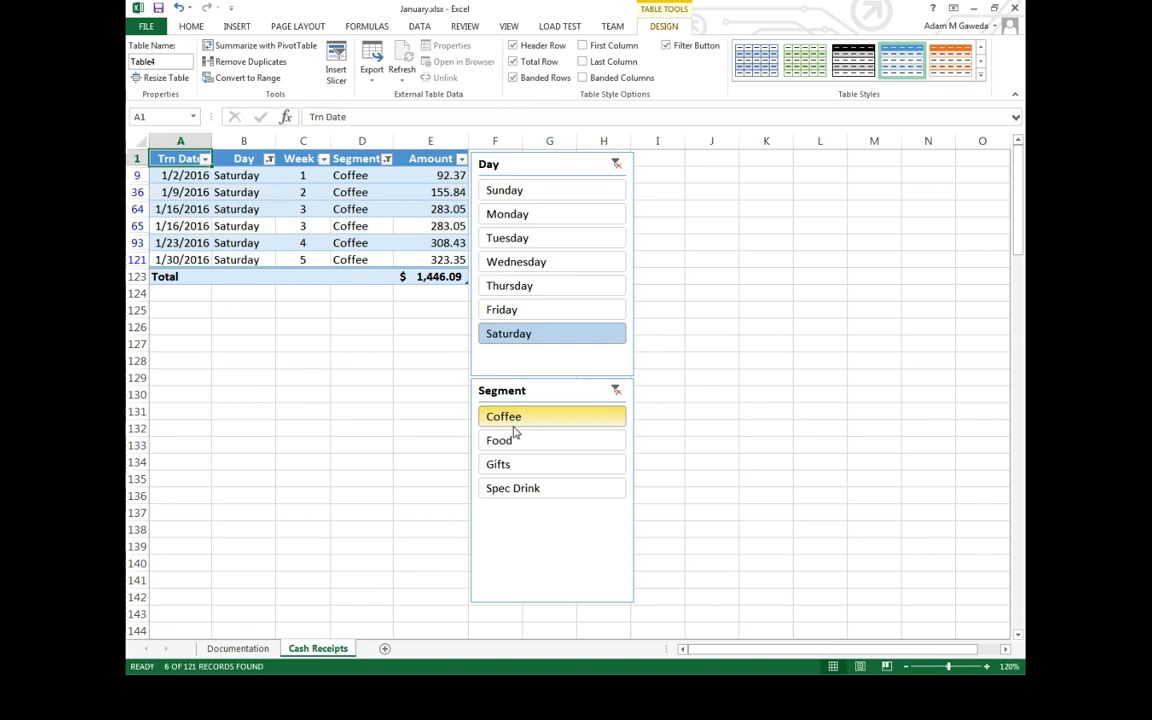 January.xlsx - Excel
TABLE TOOLS
FILE HOME INSERT PAGE LAYOUT FORMULAS DATA REVIEW VIEW LOAD TEST TEAM DESIGN Adam M Gaweda
Table Name:
Table4
Resize Table
Properties
Summarize with PivotTable
Remove Duplicates
Convert to Range
Tools
Insert
Slicer
Export
Refresh
Properties
Open in Browser
Unlink
External Table Data
Header Row First Column Filter Button
Total Row Last Column
Banded Rows Banded Columns
Table Style Options
Table Styles
A1 fx Trn Date
A B C D E F G H I J K L M N O
1 Trn Date Day Week Segment Amount
9 1/2/2016 Saturday 1 Coffee 92.37
36 1/9/2016 Saturday 2 Coffee 155.84
64 1/16/2016 Saturday 3 Coffee 283.05
65 1/16/2016 Saturday 3 Coffee 283.05
93 1/23/2016 Saturday 4 Coffee 308.43
121 1/30/2016 Saturday 5 Coffee 323.35
123 Total $ 1,446.09
124
125
126
127
128
129
130
131
132
133
134
135
136
137
138
139
140
141
142
143
144
Day
Sunday
Monday
Tuesday
Wednesday
Thursday
Friday
Saturday
Segment
Coffee
Food
Gifts
Spec Drink
Documentation Cash Receipts
READY 6 OF 121 RECORDS FOUND 120%